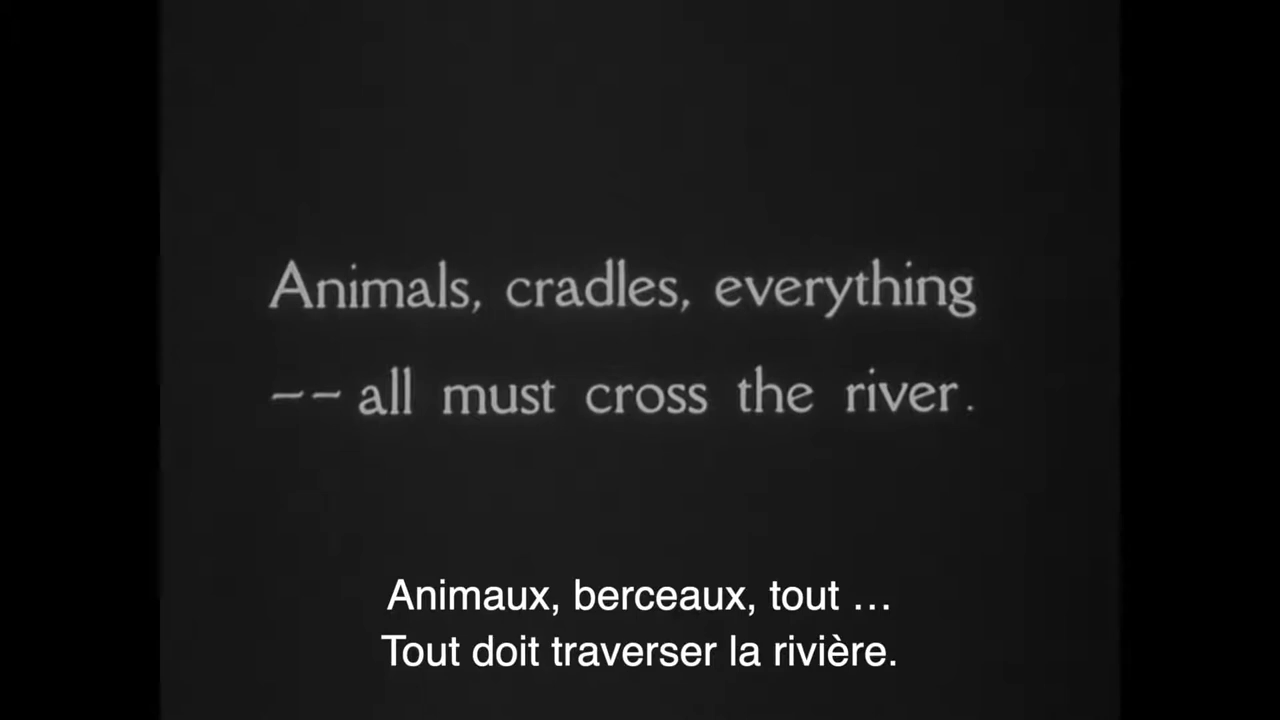 Animals, cradles, everything
-- all must cross the river.
Animaux, berceaux, tout …
Tout doit traverser la rivière.